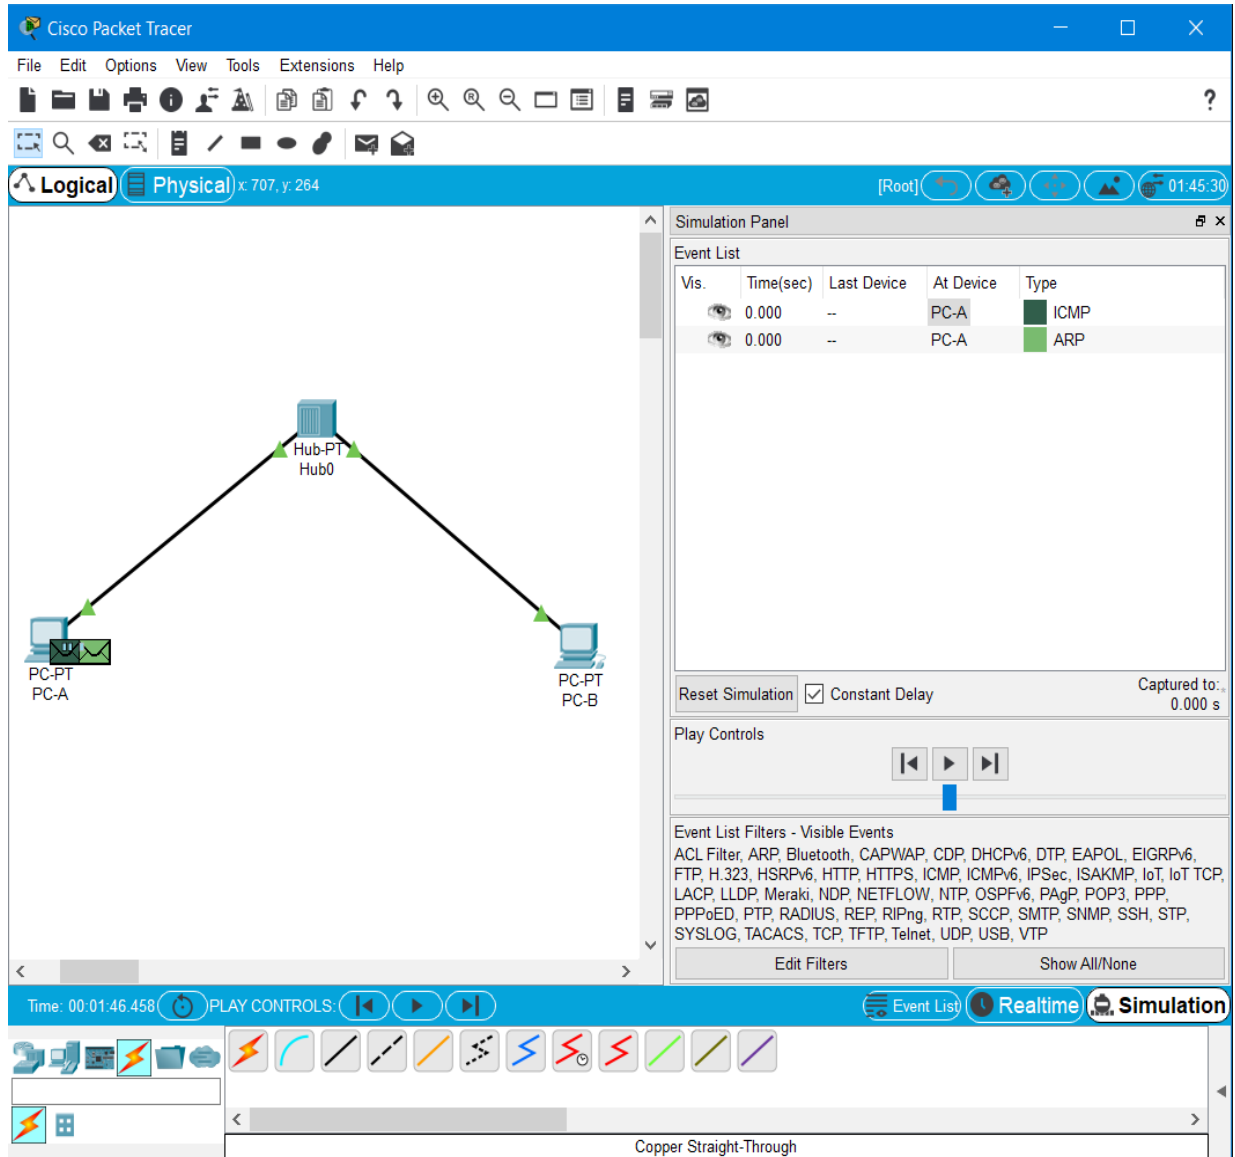 Cisco Packet Tracer
File Edit Options View Tools Extensions Help
?
Logical Physical x: 707, y: 264 [Root] 01:45:30
Simulation Panel
Event List
Vis. Time(sec) Last Device At Device Type
0.000 -- PC-A ICMP
0.000 -- PC-A ARP
Hub-PT
Hub0
PC-PT
PC-A
PC-PT
PC-B
Reset Simulation Constant Delay Captured to:*
0.000 s
Play Controls
Event List Filters - Visible Events
ACL Filter, ARP, Bluetooth, CAPWAP, CDP, DHCPv6, DTP, EAPOL, EIGRPv6,
FTP, H.323, HSRPv6, HTTP, HTTPS, ICMP, ICMPv6, IPSec, ISAKMP, IoT, IoT TCP,
LACP, LLDP, Meraki, NDP, NETFLOW, NTP, OSPFv6, PAgP, POP3, PPP,
PPPoED, PTP, RADIUS, REP, RIPng, RTP, SCCP, SMTP, SNMP, SSH, STP,
SYSLOG, TACACS, TCP, TFTP, Telnet, UDP, USB, VTP
Edit Filters Show All/None
Time: 00:01:46.458 PLAY CONTROLS: Event List Realtime Simulation
Copper Straight-Through